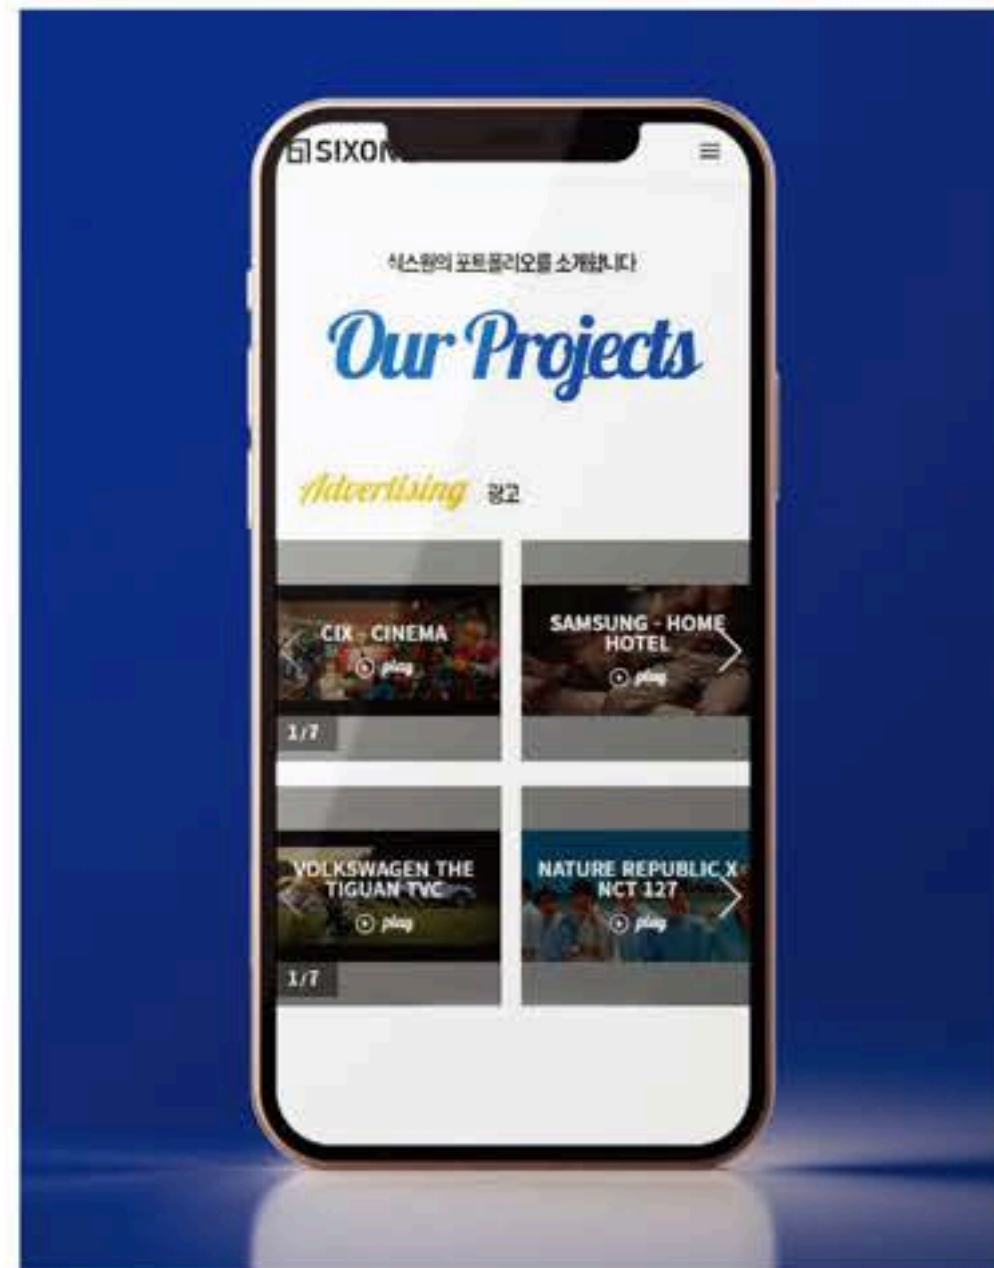 SIXON
식스원의 포트폴리오를 소개합니다
Our Projects
Advertising 광고
CIX - CINEMA
play
1/7
SAMSUNG - HOME
HOTEL
play
VOLKSWAGEN THE
TIGUAN TVC
play
1/7
NATURE REPUBLIC X
NCT 127
play